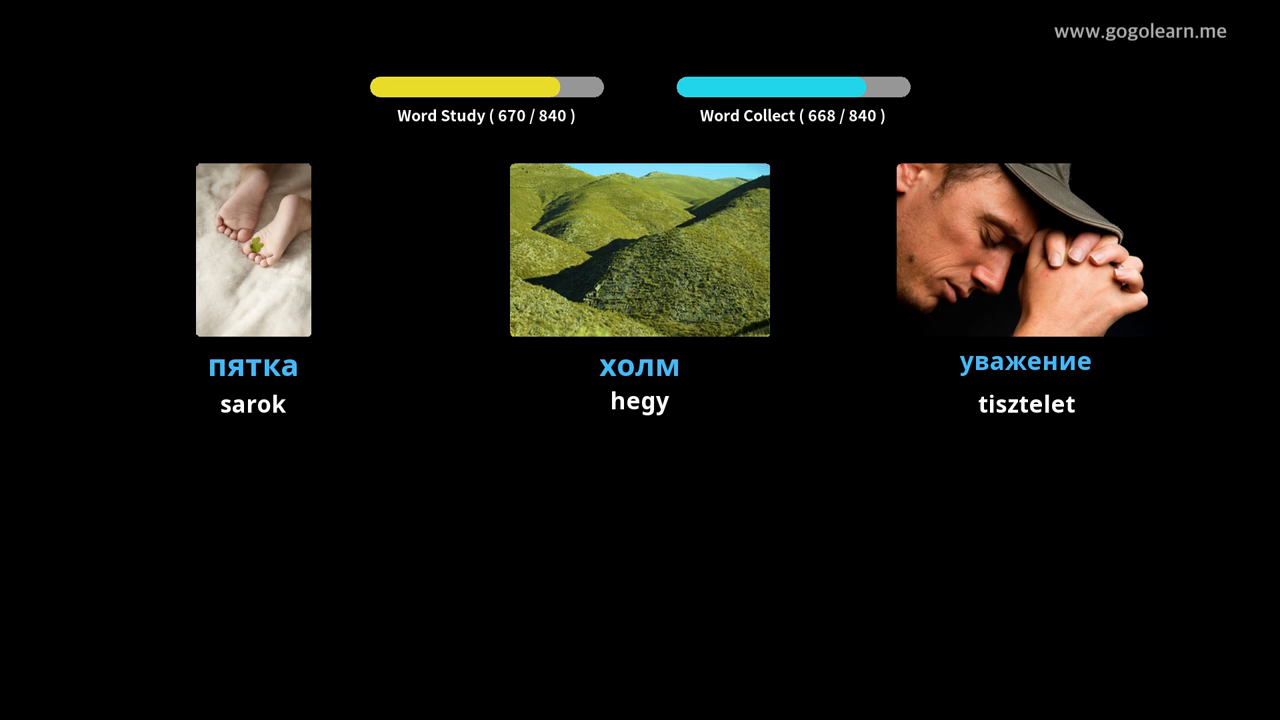 www.gogolearn.me
Word Study ( 670 / 840 )
Word Collect ( 668 / 840 )
пятка
холм
уважение
sarok
hegy
tisztelet